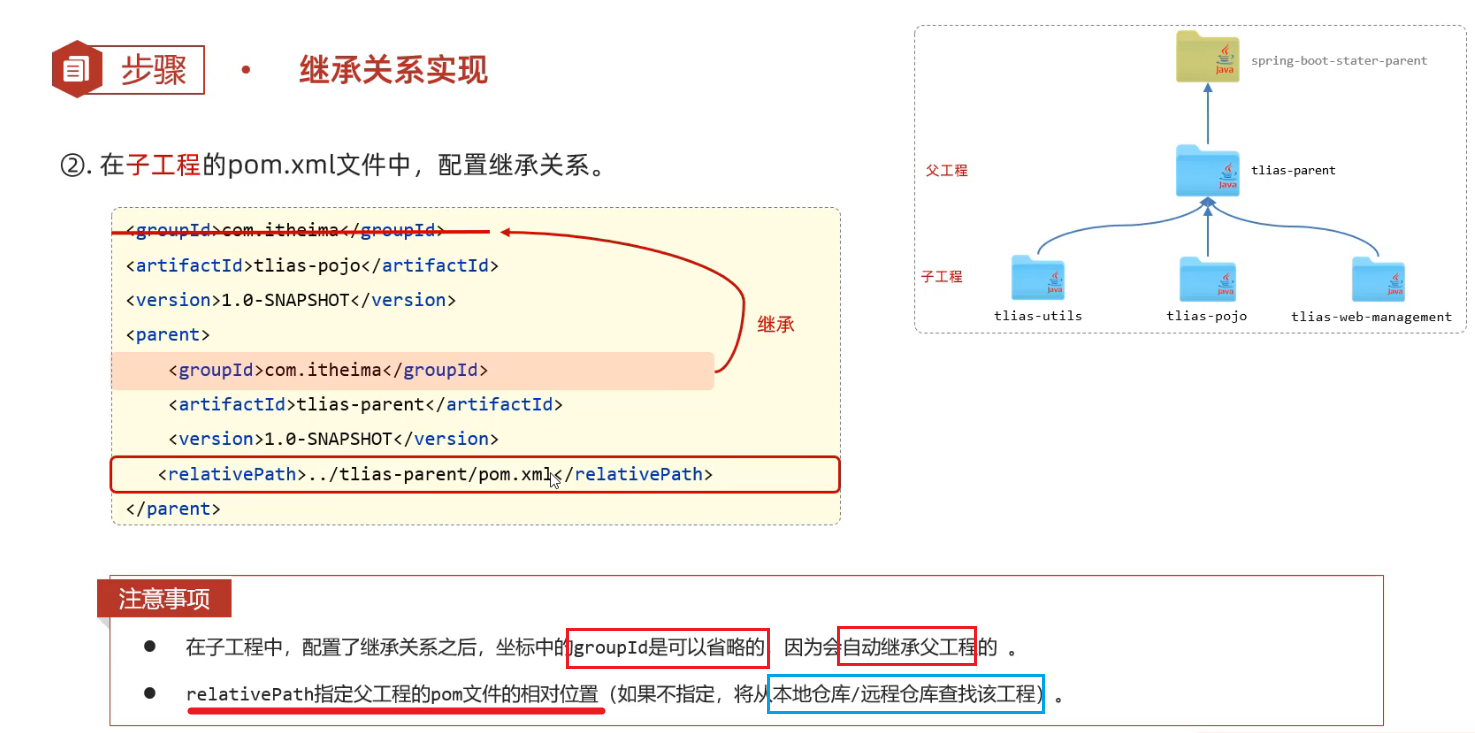 步骤 · 继承关系实现
②. 在子工程的pom.xml文件中，配置继承关系。
<groupId>com.itheima</groupId>
<artifactId>tlias-pojo</artifactId>
<version>1.0-SNAPSHOT</version>
<parent>
<groupId>com.itheima</groupId>
<artifactId>tlias-parent</artifactId>
<version>1.0-SNAPSHOT</version>
<relativePath>../tlias-parent/pom.xml</relativePath>
</parent>
继承
Java
spring-boot-stater-parent
父工程
Java
tlias-parent
子工程
Java
Java
Java
tlias-utils
tlias-pojo
tlias-web-management
注意事项
● 在子工程中，配置了继承关系之后，坐标中的groupId是可以省略的，因为会自动继承父工程的 。
● relativePath指定父工程的pom文件的相对位置（如果不指定，将从本地仓库/远程仓库查找该工程）。